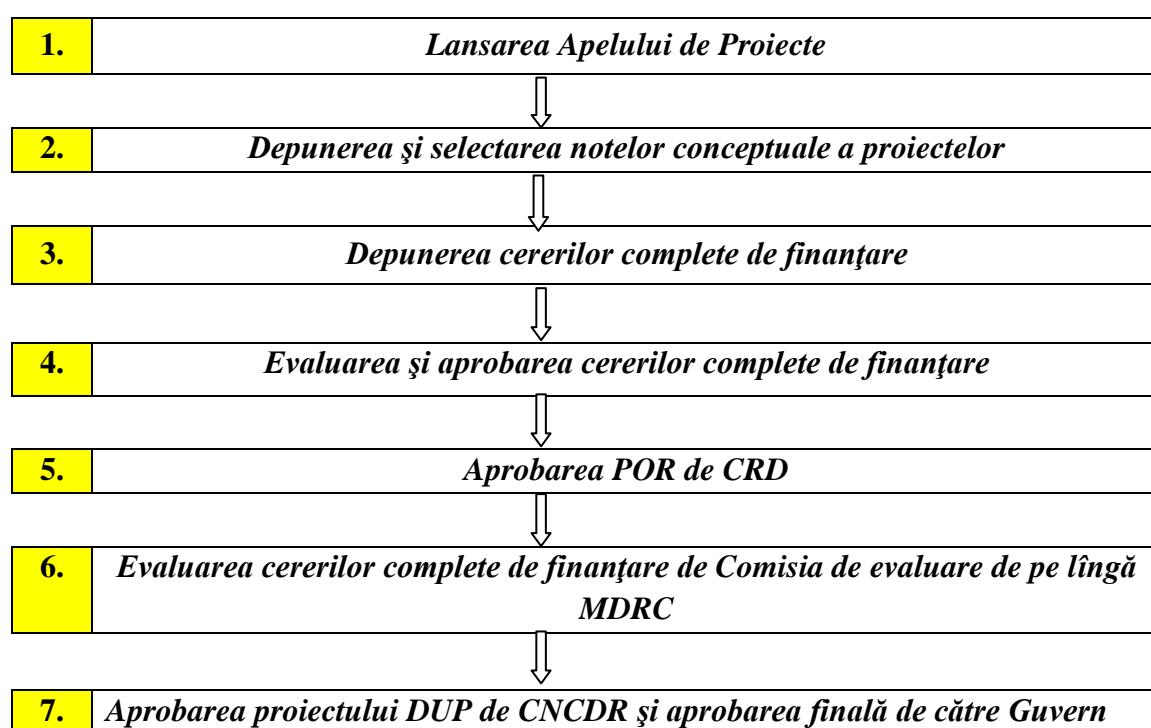 1. Lansarea Apelului de Proiecte
2. Depunerea şi selectarea notelor conceptuale a proiectelor
3. Depunerea cererilor complete de finanţare
4. Evaluarea şi aprobarea cererilor complete de finanţare
5. Aprobarea POR de CRD
6. Evaluarea cererilor complete de finanţare de Comisia de evaluare de pe lîngă
MDRC
7. Aprobarea proiectului DUP de CNCDR şi aprobarea finală de către Guvern